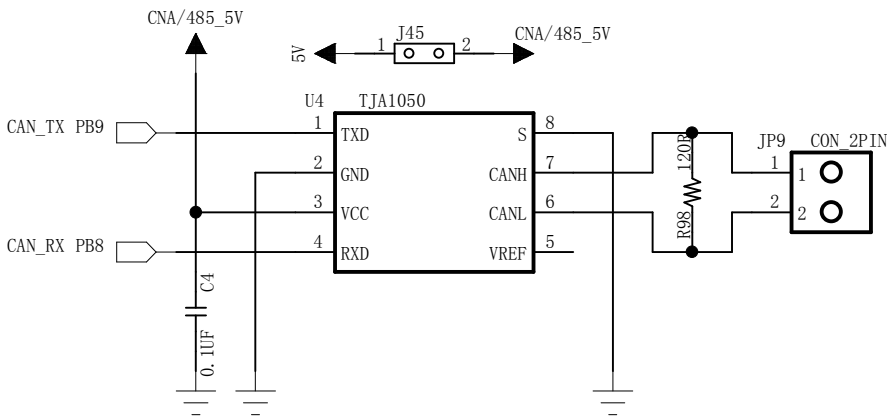 CNA/485_5V
J45
5V
1
2
CNA/485_5V
U4
TJA1050
CAN_TX PB9
1
TXD
S
8
2
GND
CANH
7
3
VCC
CANL
6
CAN_RX PB8
4
RXD
VREF
5
120R
R98
JP9
CON_2PIN
1
1
2
2
C4
0.1UF